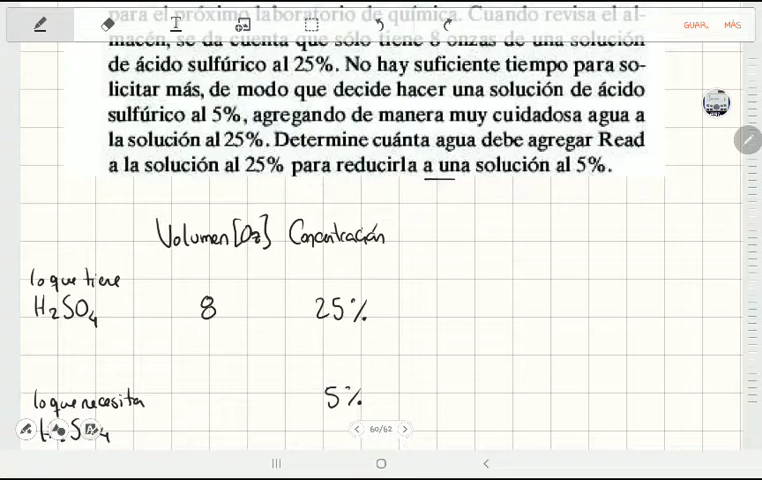 para el próximo laboratorio de química. Cuando revisa el al-
GUAR. MÁS
macén, se da cuenta que sólo tiene 8 onzas de una solución
de ácido sulfúrico al 25%. No hay suficiente tiempo para so-
licitar más, de modo que decide hacer una solución de ácido
sulfúrico al 5%, agregando de manera muy cuidadosa agua a
la solución al 25%. Determine cuánta agua debe agregar Read
a la solución al 25% para reducirla a una solución al 5%.
Volumen [Oz] Concentración
lo que tiene
H2SO4 8 25%
5%
lo que necesita
60/62